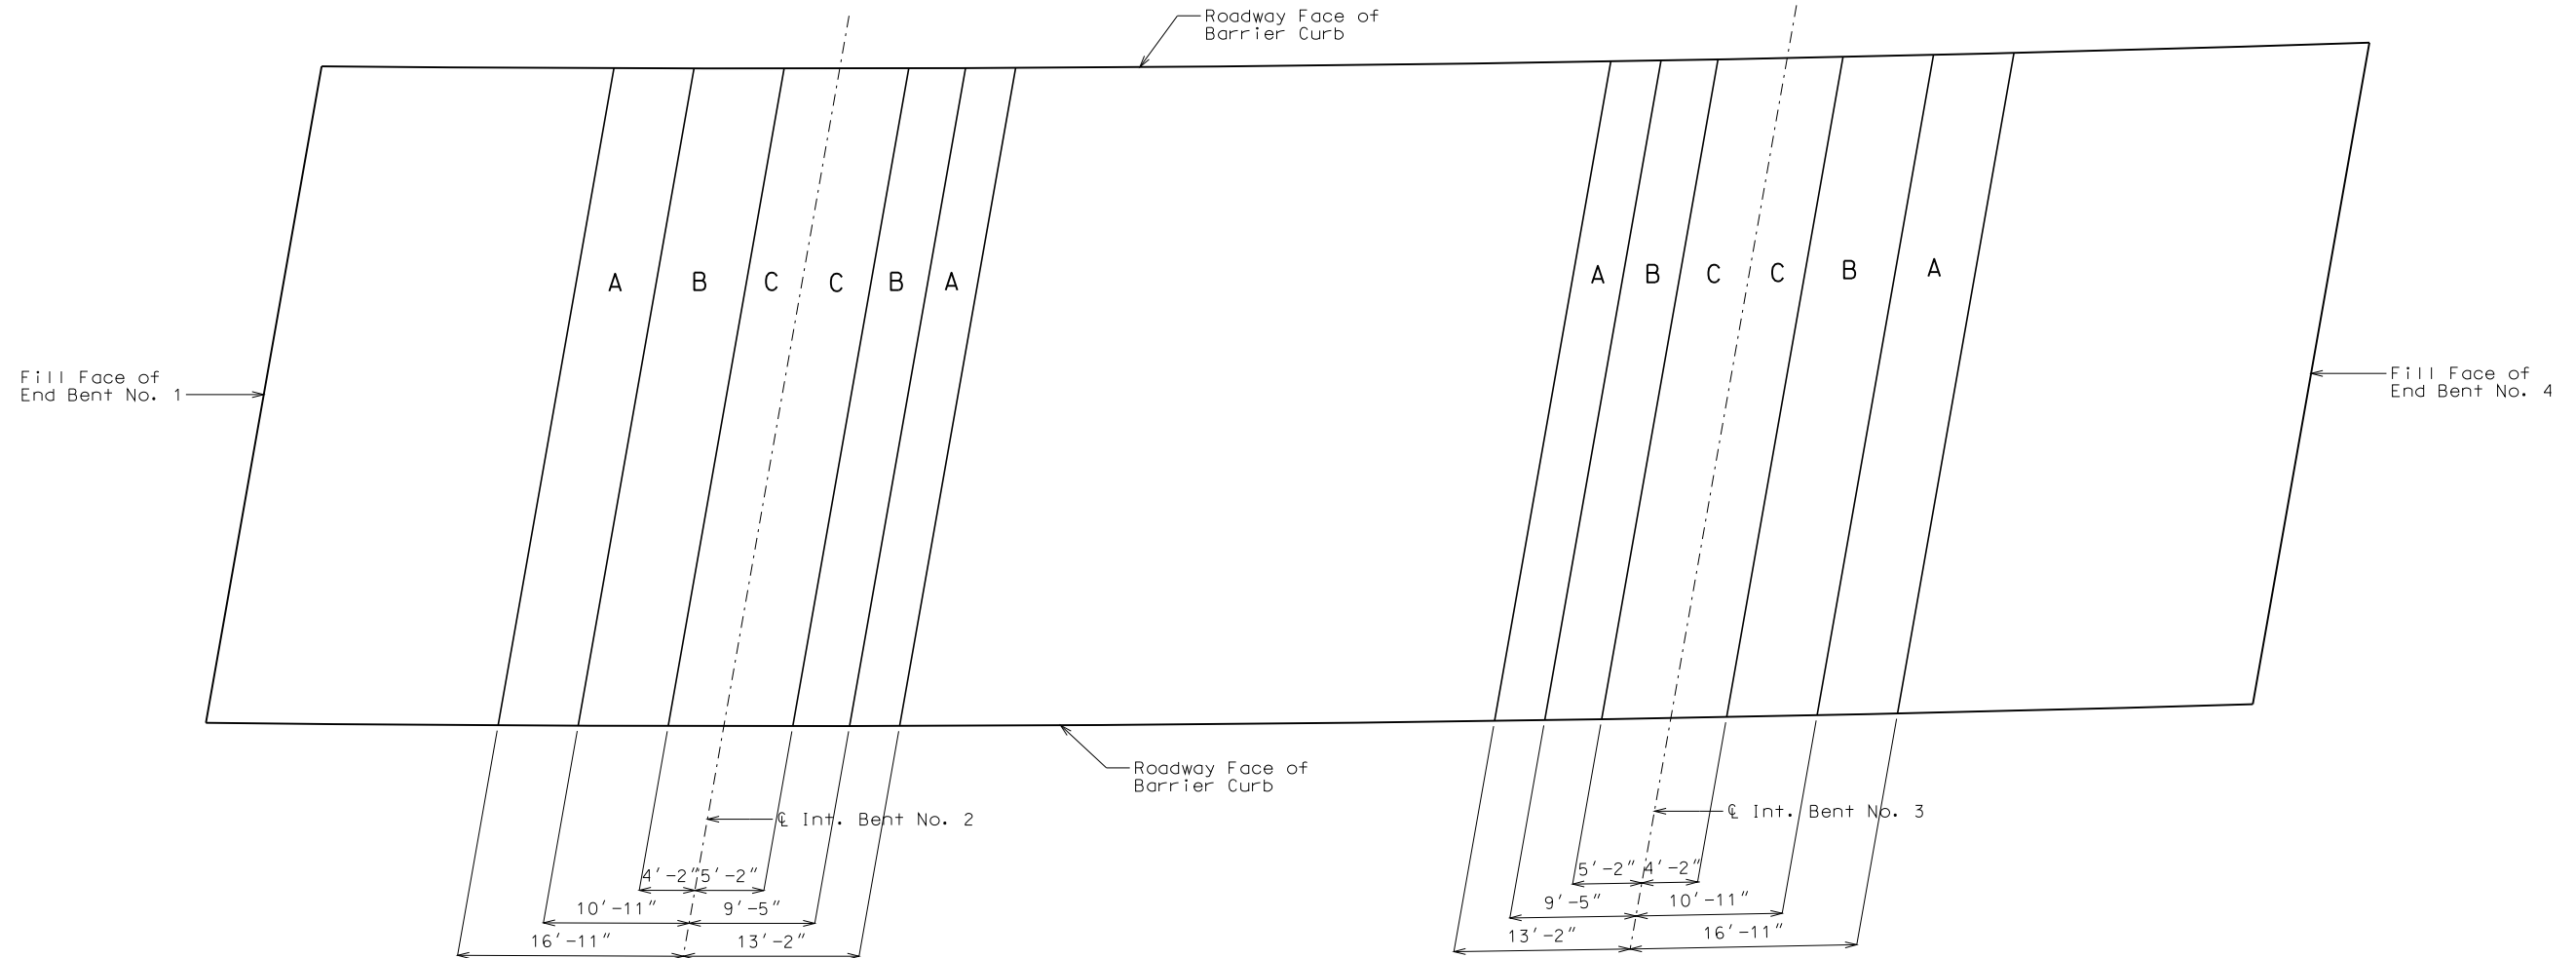 Roadway Face of
Barrier Curb
A B C C B A
A B C C B A
Fill Face of
End Bent No. 1
Fill Face of
End Bent No. 4
Roadway Face of
Barrier Curb
℄ Int. Bent No. 2
℄ Int. Bent No. 3
4'-2" 5'-2"
10'-11" 9'-5"
16'-11" 13'-2"
5'-2" 4'-2"
9'-5" 10'-11"
13'-2" 16'-11"